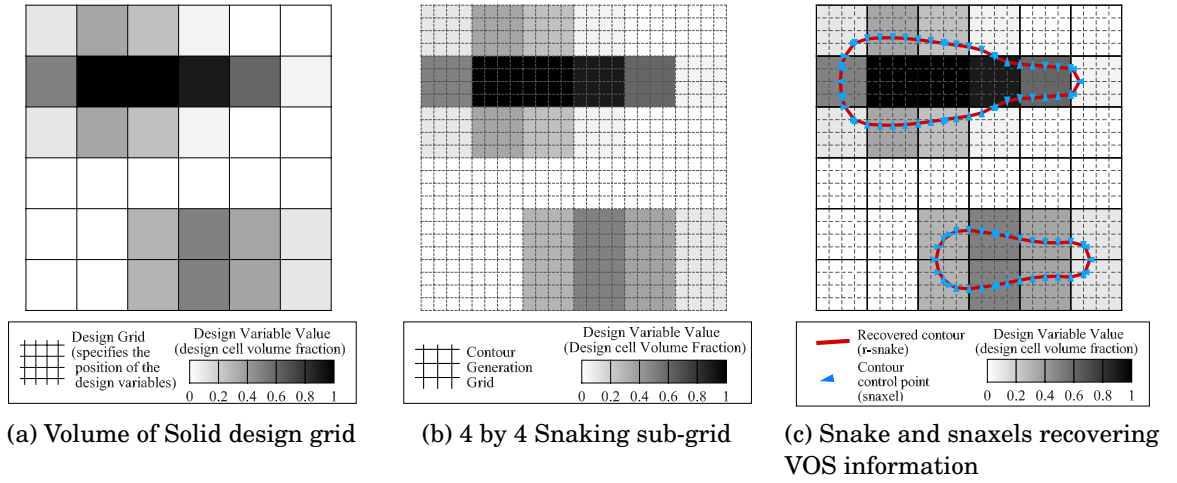 Design Grid
(specifies the
position of the
design variables)
Design Variable Value
(design cell volume fraction)
0 0.2 0.4 0.6 0.8 1
(a) Volume of Solid design grid
Contour
Generation
Grid
Design Variable Value
(Design cell Volume Fraction)
0 0.2 0.4 0.6 0.8 1
(b) 4 by 4 Snaking sub-grid
Recovered contour
(r-snake)
Contour
control point
(snaxel)
Design Variable Value
(design cell volume fraction)
0 0.2 0.4 0.6 0.8 1
(c) Snake and snaxels recovering
VOS information